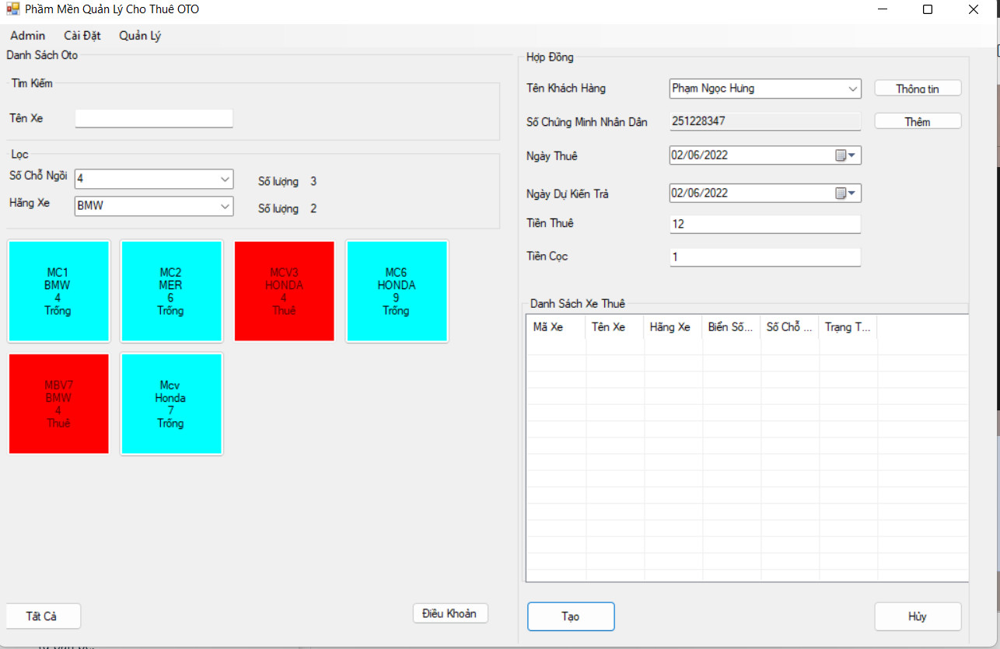 Phầm Mền Quản Lý Cho Thuê OTO
Admin Cài Đặt Quản Lý
Danh Sách Oto
Tìm Kiếm
Tên Xe
Lọc
Số Chỗ Ngồi 4 Số lượng 3
Hãng Xe BMW Số lượng 2
MC1
BMW
4
Trống
MC2
MER
6
Trống
MCV3
HONDA
4
Thuê
MC6
HONDA
9
Trống
MBV7
BMW
4
Thuê
Mcv
Honda
7
Trống
Tất Cả
Điều Khoản
Hợp Đồng
Tên Khách Hàng Phạm Ngọc Hưng Thông tin
Số Chứng Minh Nhân Dân 251228347 Thêm
Ngày Thuê 02/06/2022
Ngày Dự Kiến Trả 02/06/2022
Tiền Thuê 12
Tiền Cọc 1
Danh Sách Xe Thuê
Mã Xe Tên Xe Hãng Xe Biển Số... Số Chỗ ... Trạng T...
Tạo Hủy